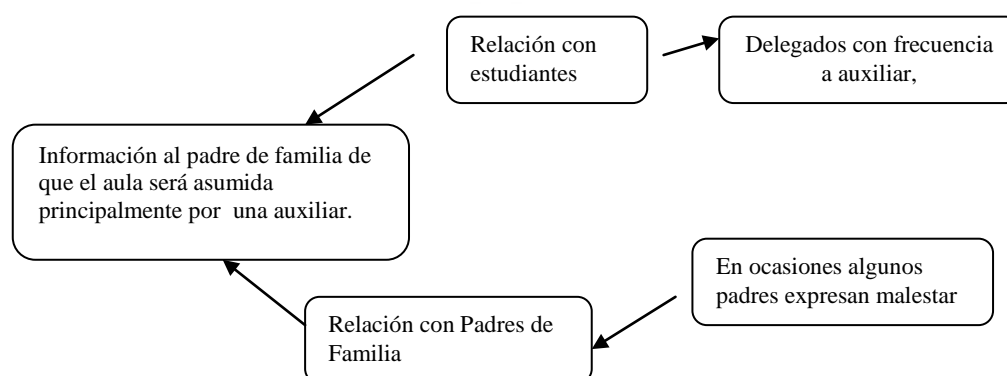 Relación con
estudiantes
Delegados con frecuencia
a auxiliar,
Información al padre de familia de
que el aula será asumida
principalmente por una auxiliar.
En ocasiones algunos
padres expresan malestar
Relación con Padres de
Familia